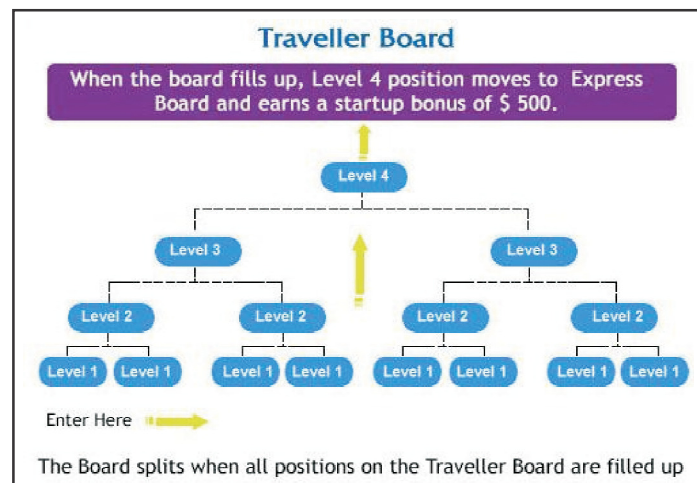 Traveller Board
When the board fills up, Level 4 position moves to Express
Board and earns a startup bonus of $ 500.
Level 4
Level 3 Level 3
Level 2 Level 2 Level 2 Level 2
Level 1 Level 1 Level 1 Level 1 Level 1 Level 1 Level 1 Level 1
Enter Here
The Board splits when all positions on the Traveller Board are filled up